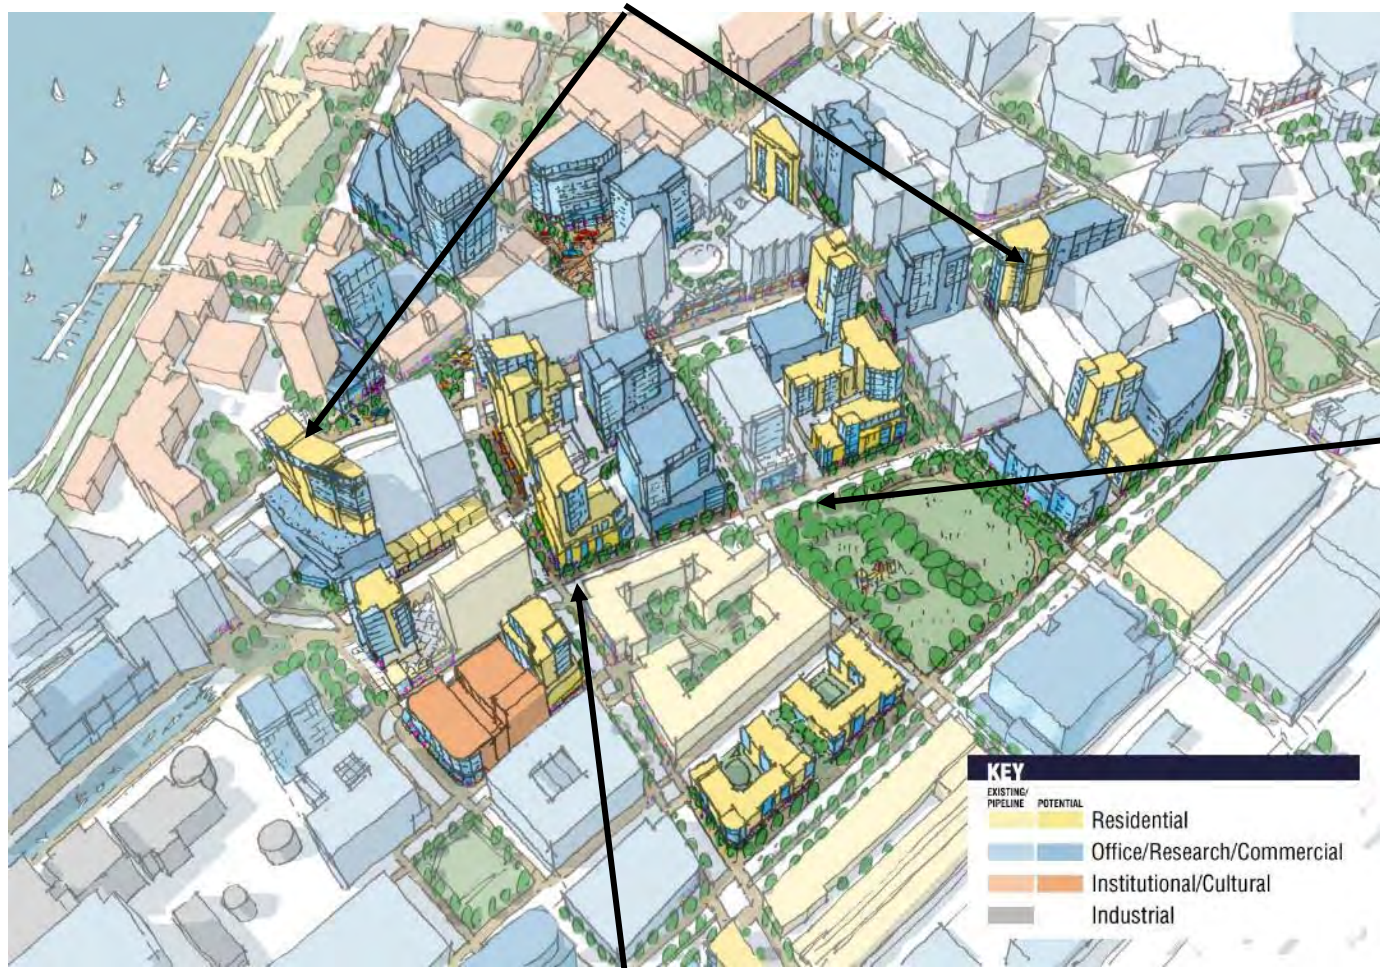 KEY
EXISTING/
PIPELINE POTENTIAL
Residential
Office/Research/Commercial
Institutional/Cultural
Industrial